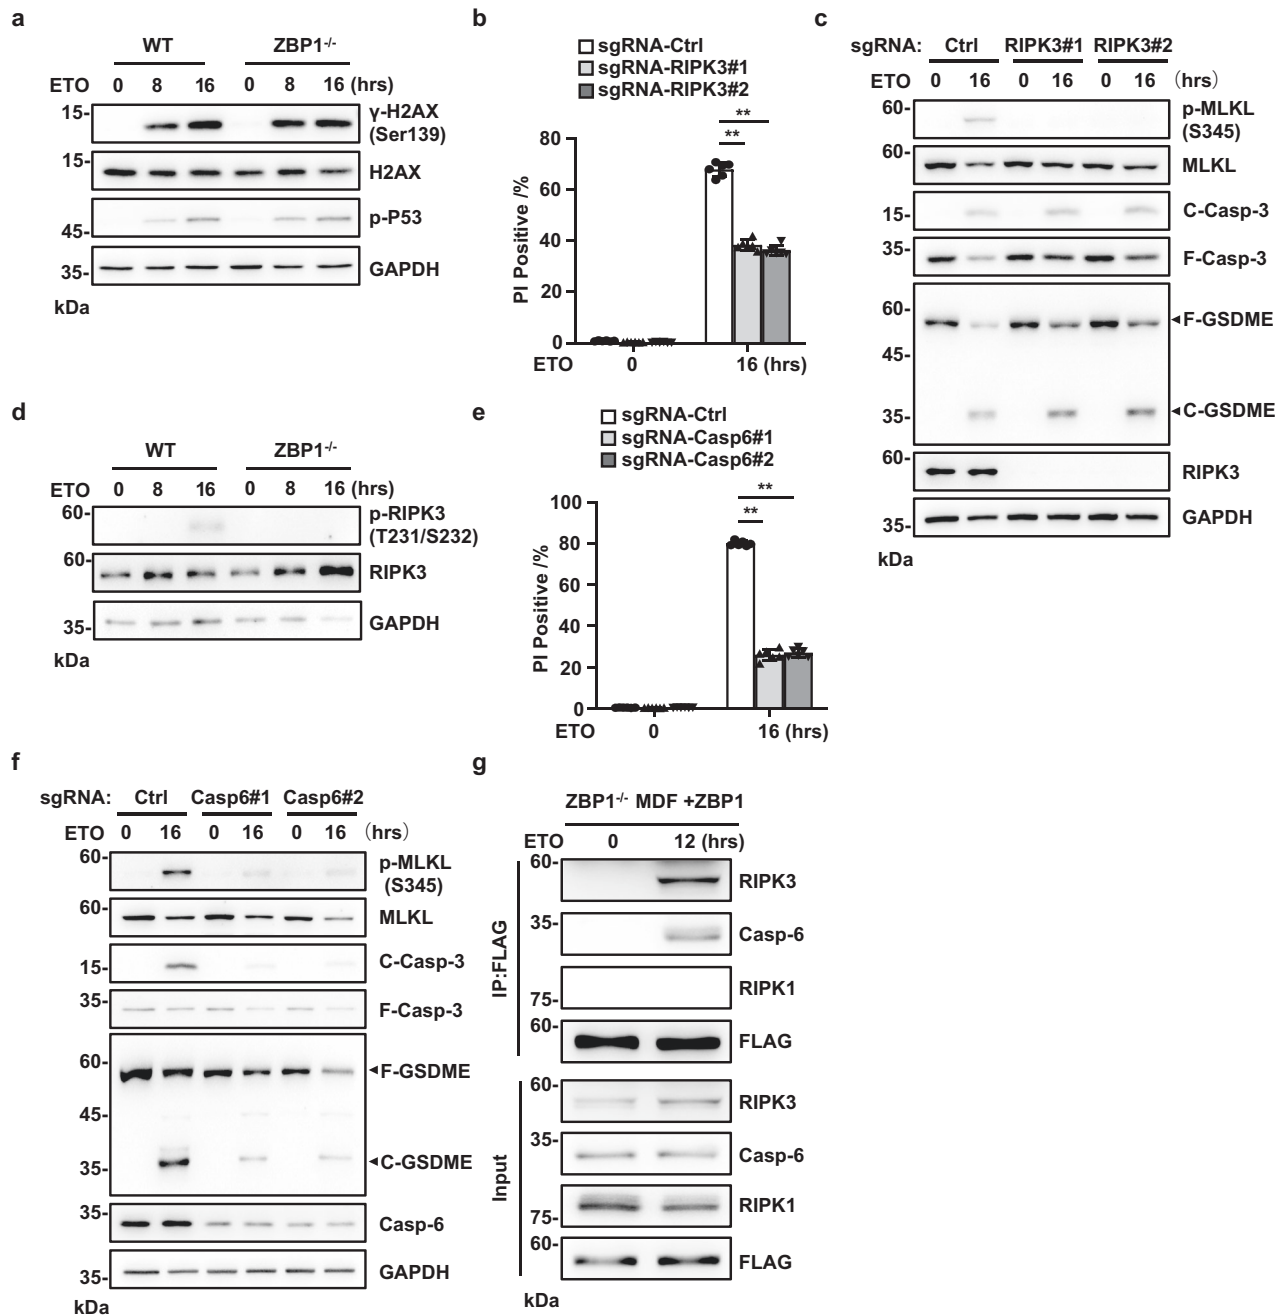 a
WT ZBP1-/-
ETO 0 8 16 0 8 16 (hrs)
15- γ-H2AX
(Ser139)
15- H2AX
p-P53
45-
35- GAPDH
kDa
b
sgRNA-Ctrl
sgRNA-RIPK3#1
sgRNA-RIPK3#2
PI Positive /%
80
60
40
20
0
**
**
ETO 0 16 (hrs)
c
sgRNA: Ctrl RIPK3#1 RIPK3#2
ETO 0 16 0 16 0 16 (hrs)
60- p-MLKL
(S345)
60- MLKL
15- C-Casp-3
35- F-Casp-3
60- F-GSDME
45-
35- C-GSDME
60- RIPK3
35- GAPDH
kDa
d
WT ZBP1-/-
ETO 0 8 16 0 8 16 (hrs)
60- p-RIPK3
(T231/S232)
60- RIPK3
35- GAPDH
kDa
e
sgRNA-Ctrl
sgRNA-Casp6#1
sgRNA-Casp6#2
PI Positive /%
100
80
60
40
20
0
**
**
ETO 0 16 (hrs)
f
sgRNA: Ctrl Casp6#1 Casp6#2
ETO 0 16 0 16 0 16 (hrs)
60- p-MLKL
(S345)
60- MLKL
15- C-Casp-3
35- F-Casp-3
60- F-GSDME
45-
35- C-GSDME
35- Casp-6
35- GAPDH
kDa
g
ZBP1-/- MDF +ZBP1
ETO 0 12 (hrs)
IP:FLAG
60- RIPK3
35- Casp-6
RIPK1
75-
60- FLAG
Input
60- RIPK3
35- Casp-6
RIPK1
75-
60- FLAG
kDa